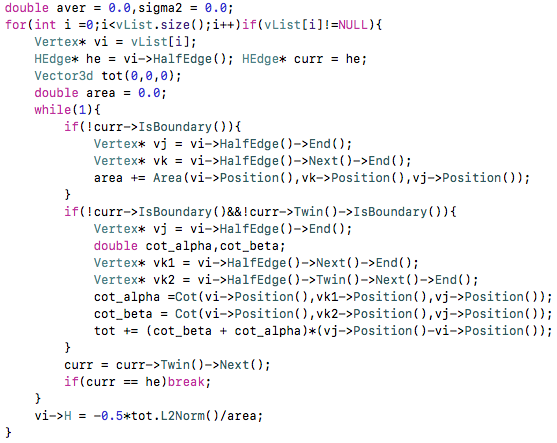 double aver = 0.0,sigma2 = 0.0;
for(int i =0;i<vList.size();i++)if(vList[i]!=NULL){
    Vertex* vi = vList[i];
    HEdge* he = vi->HalfEdge(); HEdge* curr = he;
    Vector3d tot(0,0,0);
    double area = 0.0;
    while(1){
        if(!curr->IsBoundary()){
            Vertex* vj = vi->HalfEdge()->End();
            Vertex* vk = vi->HalfEdge()->Next()->End();
            area += Area(vi->Position(),vk->Position(),vj->Position());
        }
        if(!curr->IsBoundary()&&!curr->Twin()->IsBoundary()){
            Vertex* vj = vi->HalfEdge()->End();
            double cot_alpha,cot_beta;
            Vertex* vk1 = vi->HalfEdge()->Next()->End();
            Vertex* vk2 = vi->HalfEdge()->Twin()->Next()->End();
            cot_alpha =Cot(vi->Position(),vk1->Position(),vj->Position());
            cot_beta = Cot(vi->Position(),vk2->Position(),vj->Position());
            tot += (cot_beta + cot_alpha)*(vj->Position()-vi->Position());
        }
        curr = curr->Twin()->Next();
        if(curr == he)break;
    }
    vi->H = -0.5*tot.L2Norm()/area;
}